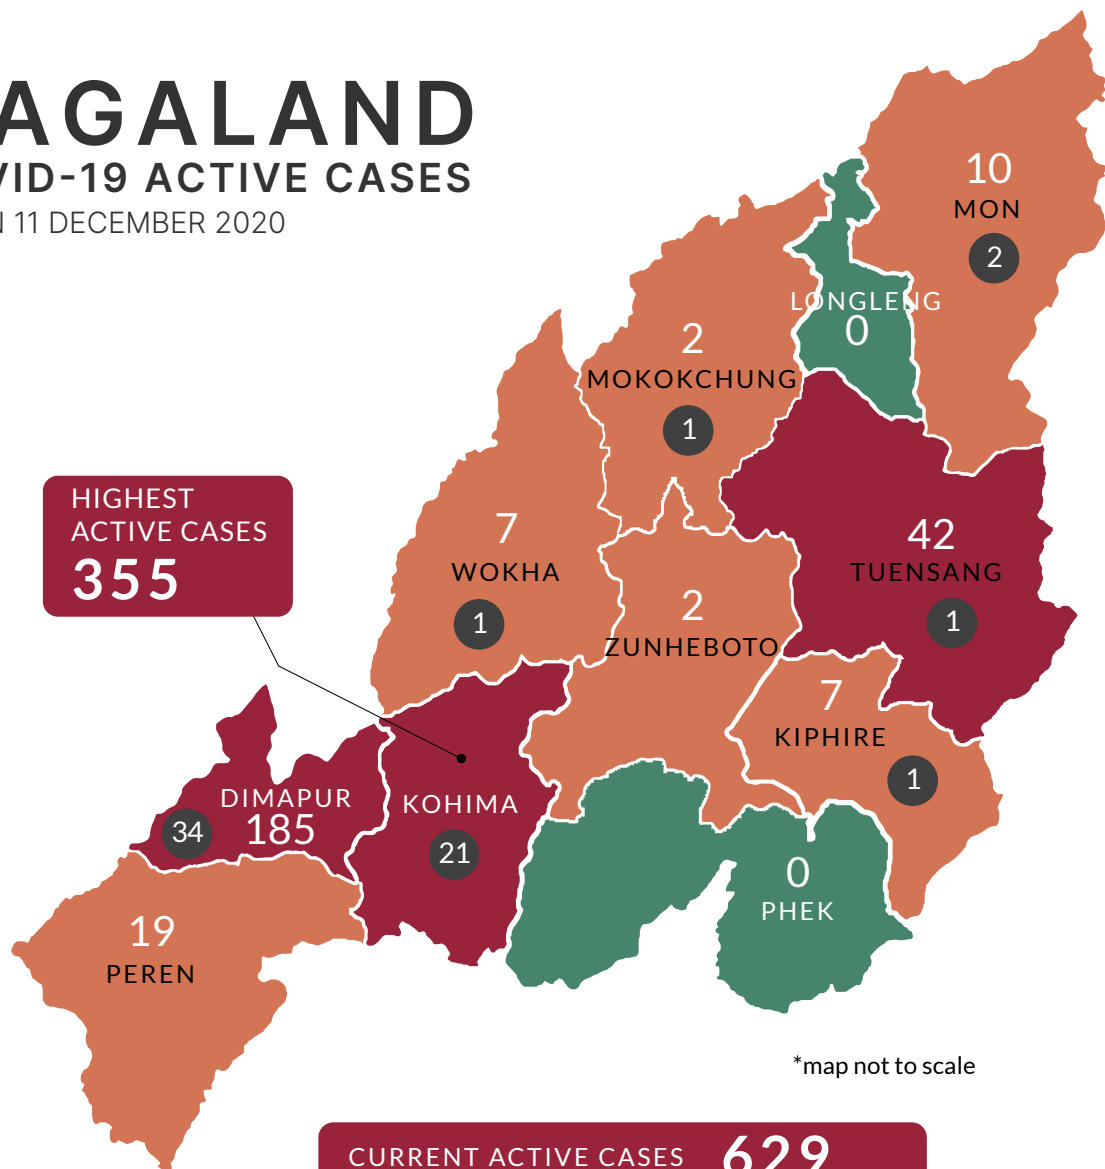 AGALAND
VID-19 ACTIVE CASES
N 11 DECEMBER 2020
10
MON
2
LONGLENG
0
2
MOKOKCHUNG
1
HIGHEST
ACTIVE CASES
355
7
WOKHA
1
42
TUENSANG
1
2
ZUNHEBOTO
7
KIPHIRE
1
DIMAPUR
34 185
KOHIMA
21
0
PHEK
19
PEREN
*map not to scale
CURRENT ACTIVE CASES 629